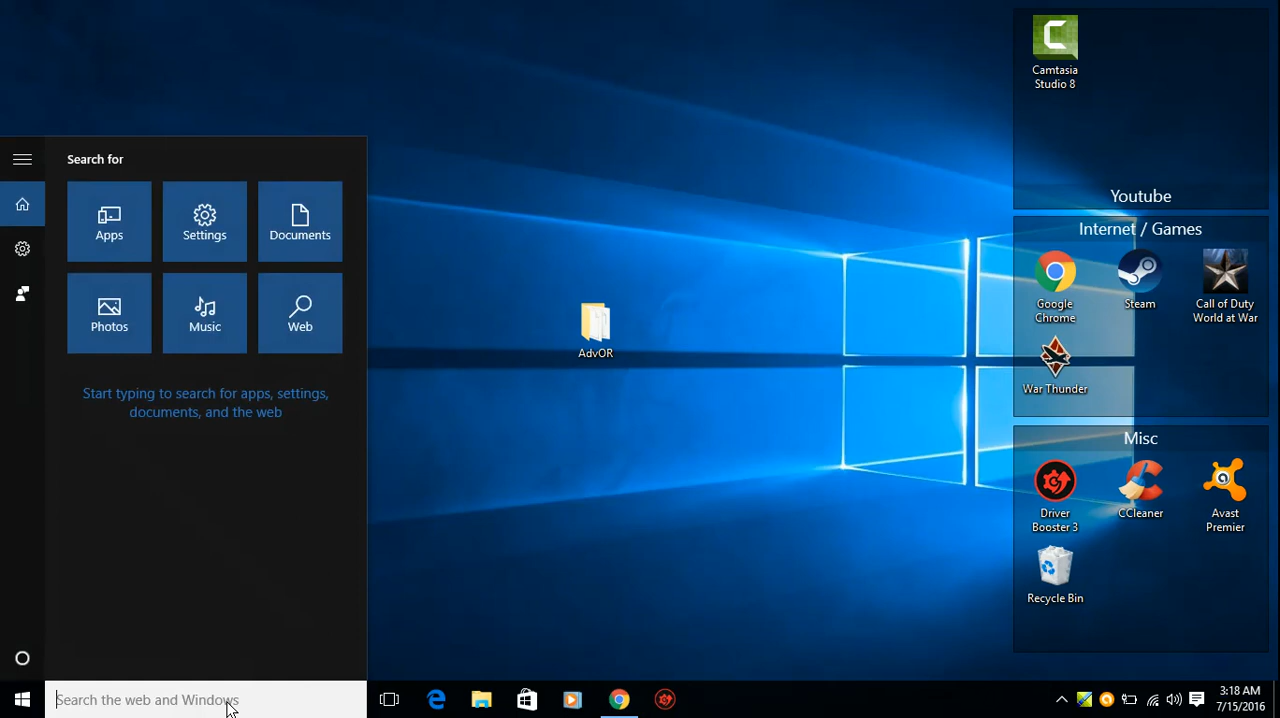 Search for
Apps
Settings
Documents
Photos
Music
Web
Start typing to search for apps, settings,
documents, and the web
Search the web and Windows
AdvOR
Camtasia
Studio 8
Youtube
Internet / Games
Google
Chrome
Steam
Call of Duty
World at War
War Thunder
Misc
Driver
Booster 3
CCleaner
Avast
Premier
Recycle Bin
3:18 AM
7/15/2016